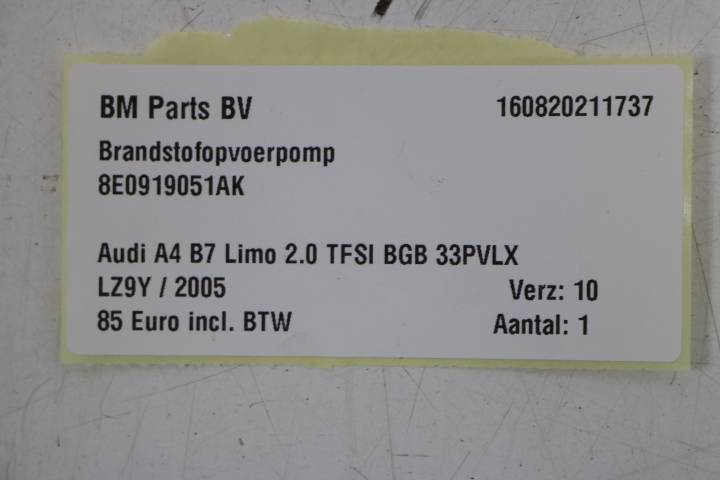 BM Parts BV 160820211737
Brandstofopvoerpomp
8E0919051AK
Audi A4 B7 Limo 2.0 TFSI BGB 33PVLX
LZ9Y / 2005 Verz: 10
85 Euro incl. BTW Aantal: 1